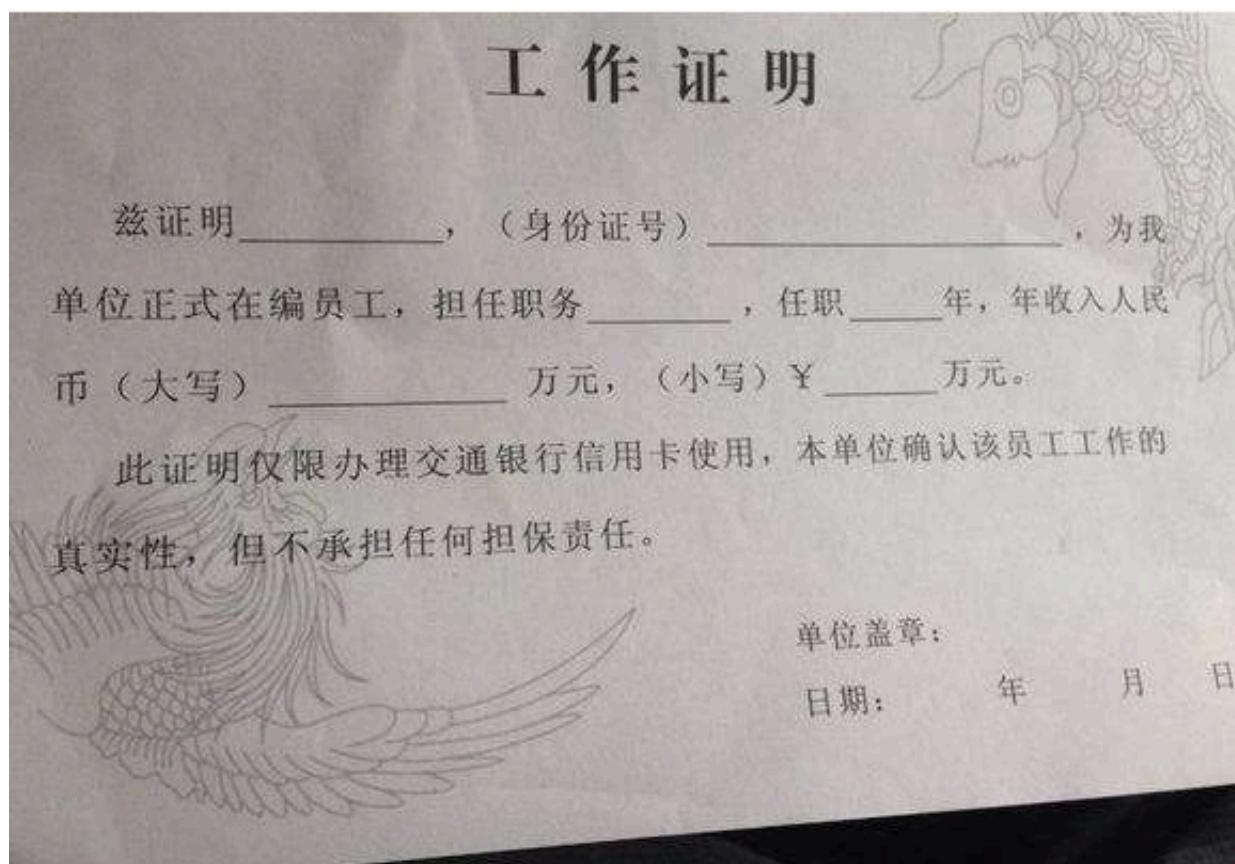 工作证明
兹证明__________，（身份证号）__________________，为我
单位正式在编员工，担任职务_______，任职_____年，年收入人民
币（大写）____________万元，（小写）¥______万元。
此证明仅限办理交通银行信用卡使用，本单位确认该员工工作的
真实性，但不承担任何担保责任。
单位盖章：
日期： 年 月 日